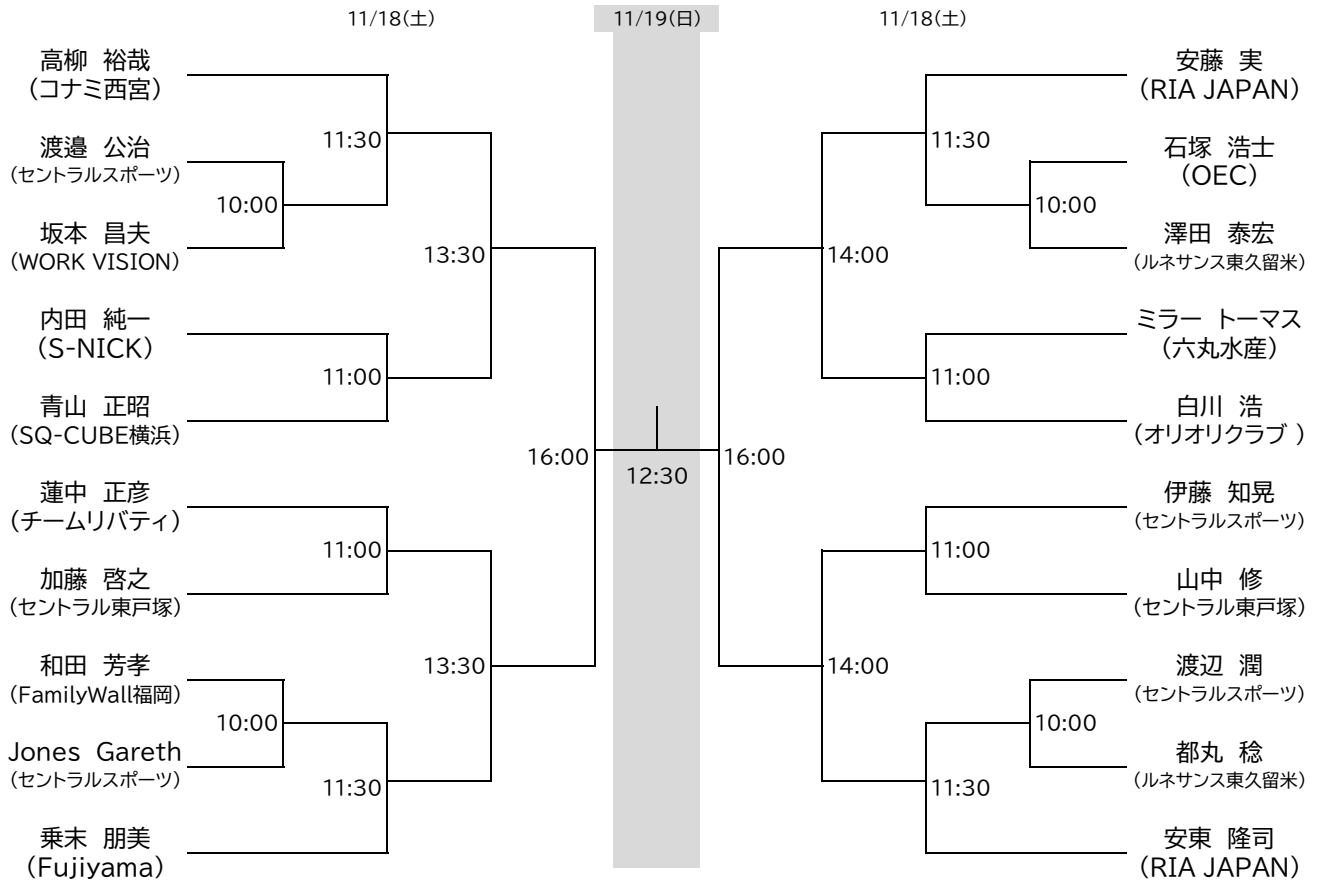 11/18(土)
11/19(日)
11/18(土)
高柳　裕哉
(コナミ西宮)
11:30
渡邉　公治
(セントラルスポーツ)
10:00
坂本　昌夫
(WORK VISION)
13:30
内田　純一
(S-NICK)
11:00
青山　正昭
(SQ-CUBE横浜)
16:00
蓮中　正彦
(チームリバティ)
11:00
加藤　啓之
(セントラル東戸塚)
13:30
和田　芳孝
(FamilyWall福岡)
10:00
Jones Gareth
(セントラルスポーツ)
11:30
乗末　朋美
(Fujiyama)
12:30
安藤　実
(RIA JAPAN)
11:30
石塚　浩士
(OEC)
10:00
澤田　泰宏
(ルネサンス東久留米)
14:00
ミラー　トーマス
(六丸水産)
11:00
白川　浩
(オリオリクラブ )
16:00
伊藤　知晃
(セントラルスポーツ)
11:00
山中　修
(セントラル東戸塚)
14:00
渡辺　潤
(セントラルスポーツ)
10:00
都丸　稔
(ルネサンス東久留米)
11:30
安東　隆司
(RIA JAPAN)